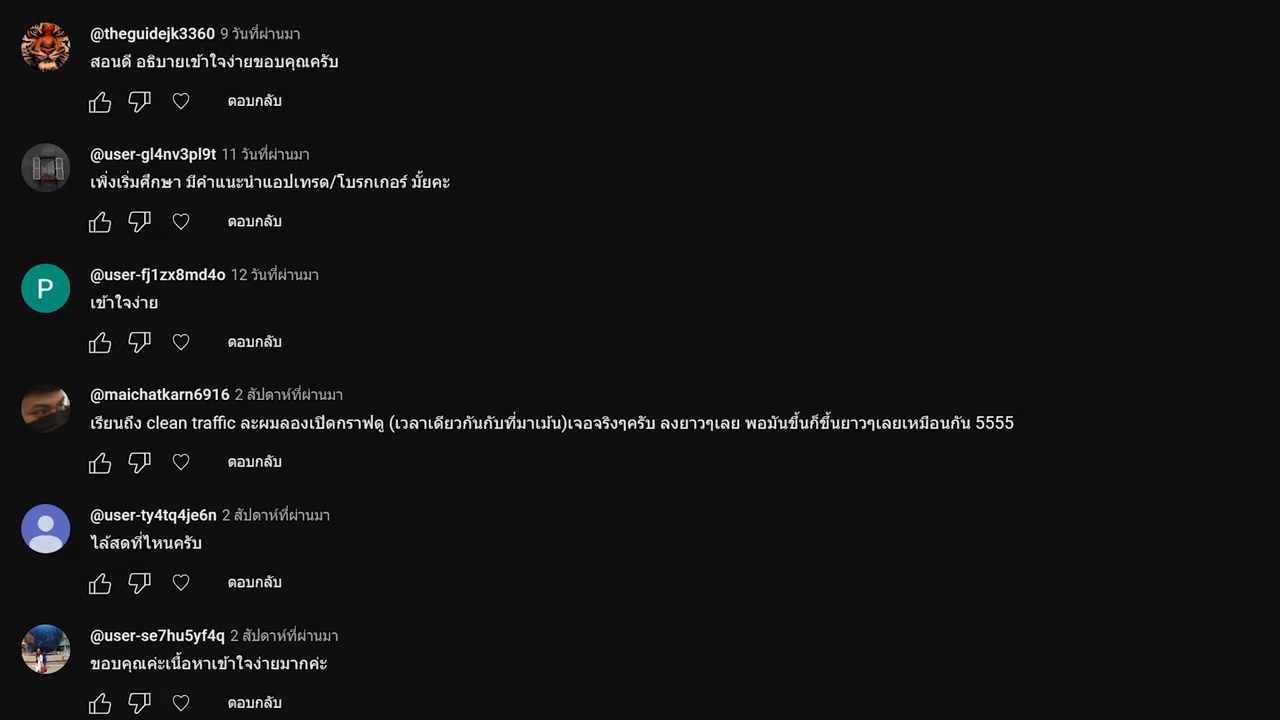 @theguidejk3360 9 วันที่ผ่านมา
สอนดี อธิบายเข้าใจง่ายขอบคุณครับ
ตอบกลับ
@user-gl4nv3pl9t 11 วันที่ผ่านมา
เพิ่งเริ่มศึกษา มีคำแนะนำแอปเทรด/โบรกเกอร์ มั้ยคะ
ตอบกลับ
P
@user-fj1zx8md4o 12 วันที่ผ่านมา
เข้าใจง่าย
ตอบกลับ
@maichatkarn6916 2 สัปดาห์ที่ผ่านมา
เรียนถึง clean traffic ละผมลองเปิดกราฟดู (เวลาเดียวกันกับที่มาเม้น)เจอจริงๆครับ ลงยาวๆเลย พอมันขึ้นก็ขึ้นยาวๆเลยเหมือนกัน 5555
ตอบกลับ
@user-ty4tq4je6n 2 สัปดาห์ที่ผ่านมา
ไล้สดที่ไหนครับ
ตอบกลับ
@user-se7hu5yf4q 2 สัปดาห์ที่ผ่านมา
ขอบคุณค่ะเนื้อหาเข้าใจง่ายมากค่ะ
ตอบกลับ